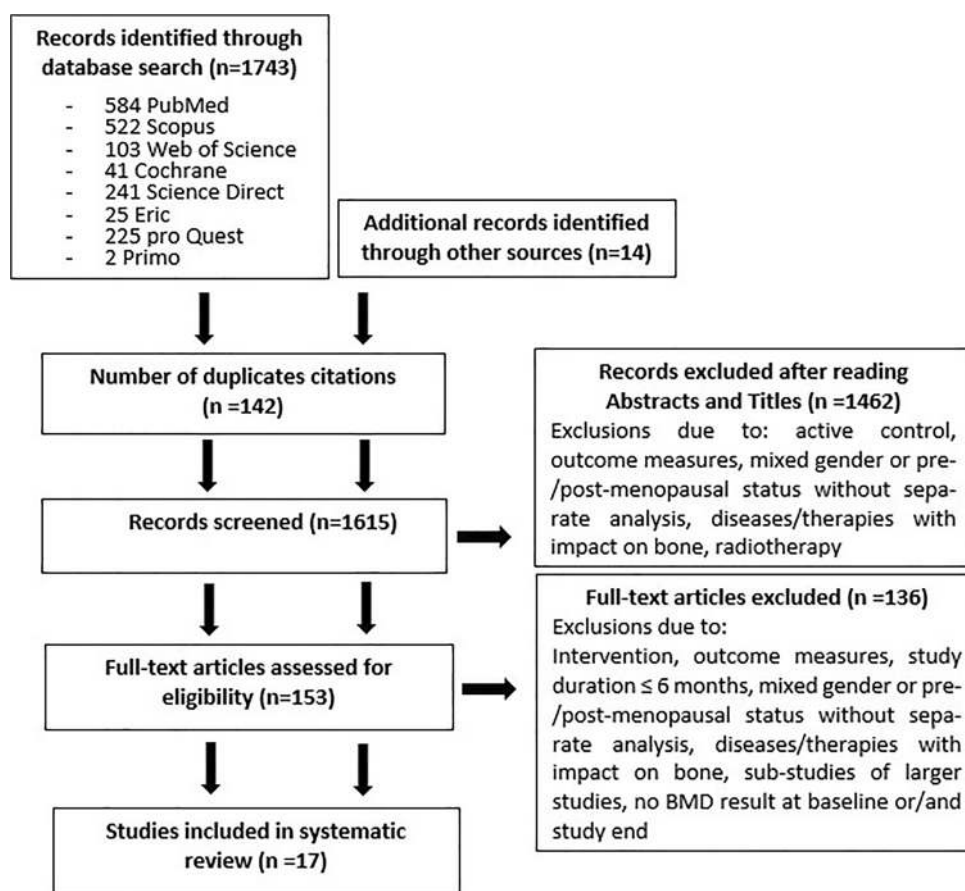 Records identified through
database search (n=1743)
- 584 PubMed
- 522 Scopus
- 103 Web of Science
- 41 Cochrane
- 241 Science Direct
- 25 Eric
- 225 pro Quest
- 2 Primo
Additional records identified
through other sources (n=14)
Number of duplicates citations
(n =142)
Records screened (n=1615)
Records excluded after reading
Abstracts and Titles (n =1462)
Exclusions due to: active control,
outcome measures, mixed gender or pre-
/post-menopausal status without sepa-
rate analysis, diseases/therapies with
impact on bone, radiotherapy
Full-text articles assessed for
eligibility (n=153)
Full-text articles excluded (n =136)
Exclusions due to:
Intervention, outcome measures, study
duration ≤ 6 months, mixed gender or pre-
/post-menopausal status without sepa-
rate analysis, diseases/therapies with
impact on bone, sub-studies of larger
studies, no BMD result at baseline or/and
study end
Studies included in systematic
review (n =17)